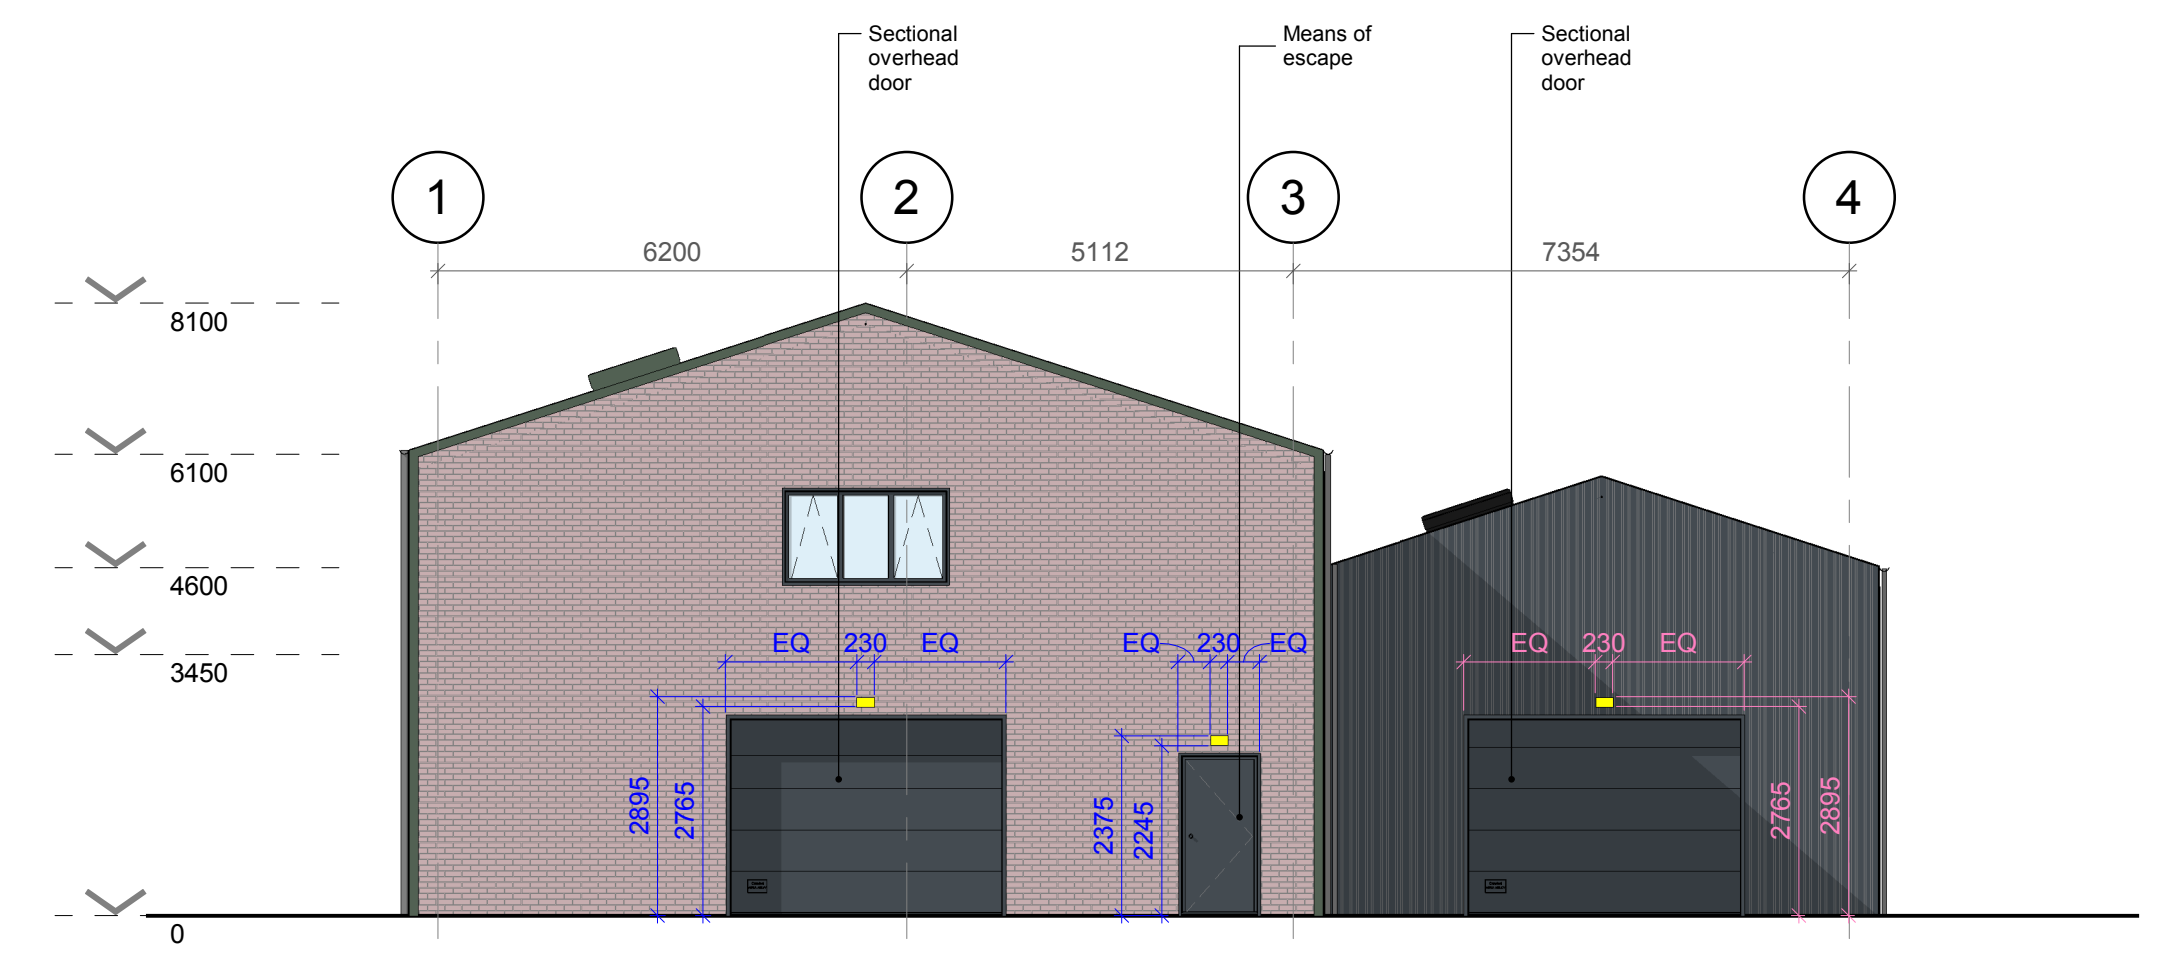 Sectional
overhead
door
Means of
escape
Sectional
overhead
door
1
2
3
4
6200
5112
7354
8100
6100
4600
3450
0
EQ
230
EQ
EQ
230
EQ
EQ
230
EQ
2895
2765
2375
2245
2765
2895